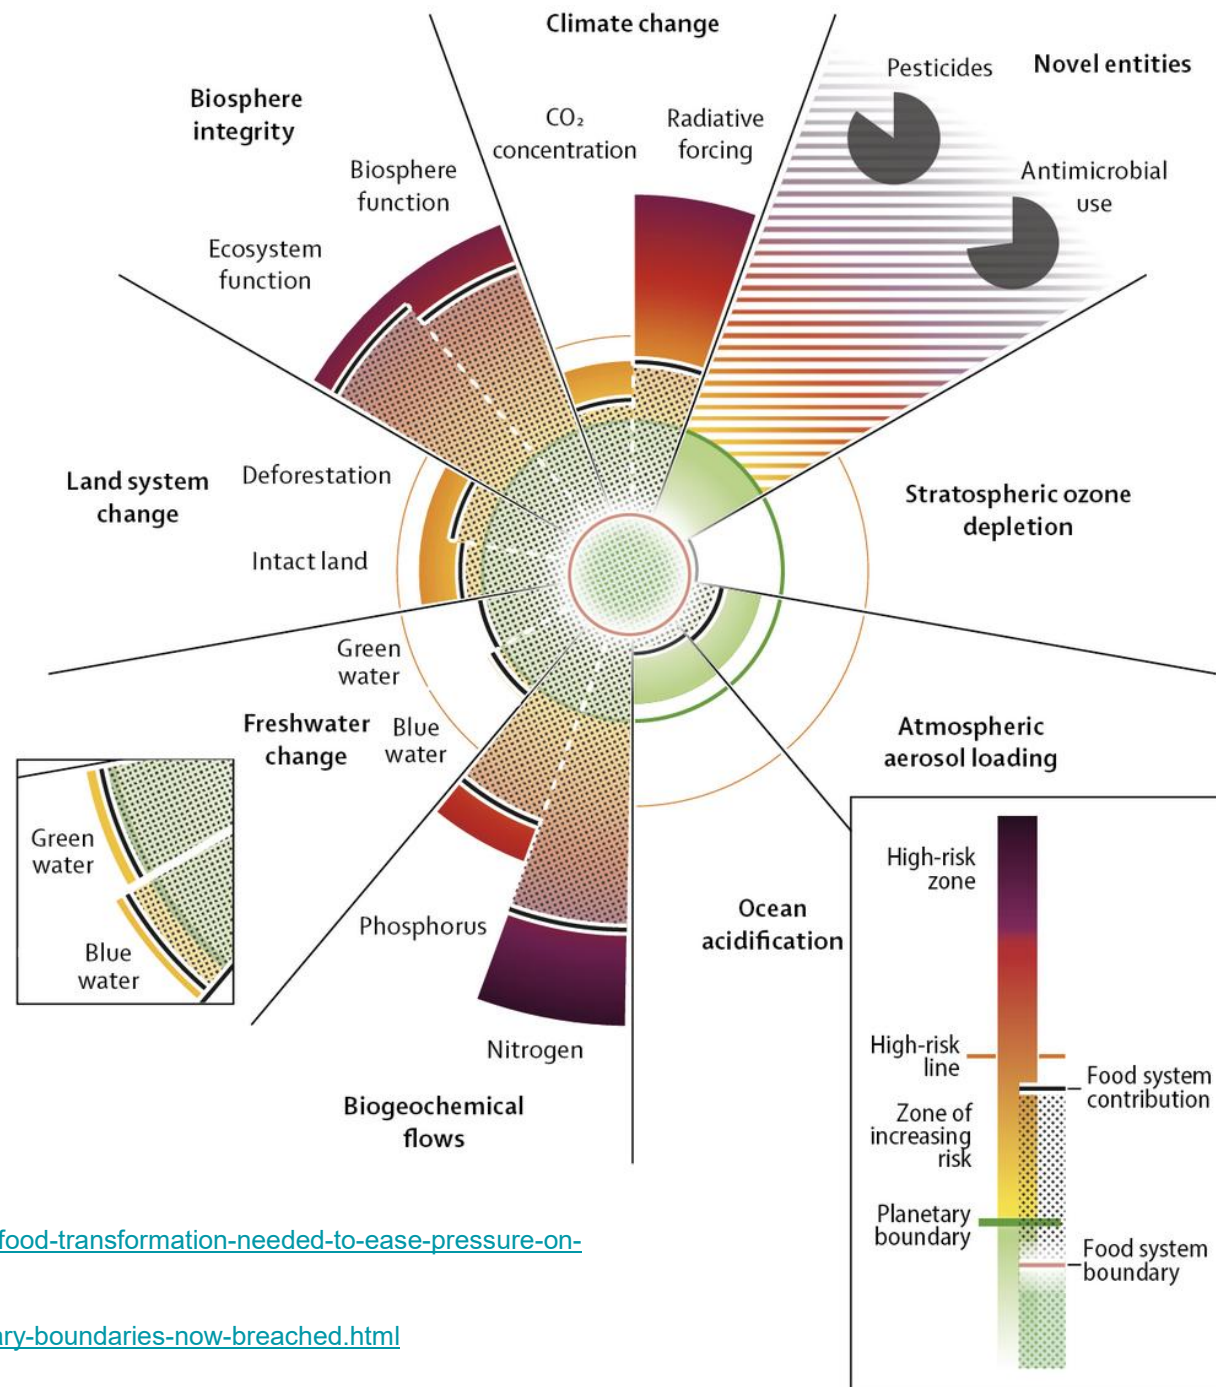 Climate change
Pesticides
Novel entities
Biosphere
integrity
CO₂
concentration
Radiative
forcing
Biosphere
function
Antimicrobial
use
Ecosystem
function
Deforestation
Land system
change
Stratospheric ozone
depletion
Intact land
Green
water
Freshwater
change
Blue
water
Atmospheric
aerosol loading
Green
water
Blue
water
Phosphorus
Ocean
acidification
Nitrogen
Biogeochemical
flows
High-risk
zone
High-risk
line
Food system
contribution
Zone of
increasing
risk
Planetary
boundary
Food system
boundary
food-transformation-needed-to-ease-pressure-on-
ary-boundaries-now-breached.html